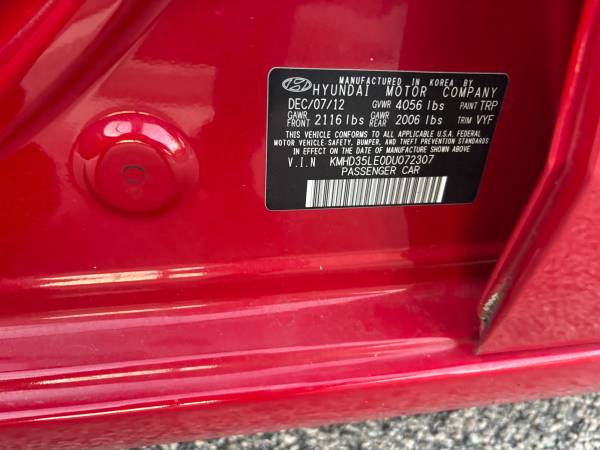 MANUFACTURED IN KOREA BY
HYUNDAI MOTOR COMPANY
DEC/07/12 GVWR 4056 lbs PAINT TRP
GAWR FRONT 2116 lbs GAWR REAR 2006 lbs TRIM VYF
THIS VEHICLE CONFORMS TO ALL APPLICABLE U.S.A. FEDERAL
MOTOR VEHICLE-SAFETY, BUMPER, AND THEFT PREVENTION STANDARDS
IN EFFECT ON THE DATE OF MANUFACTURE SHOWN ABOVE.
V.I.N KMHD35LE0DU072307
PASSENGER CAR